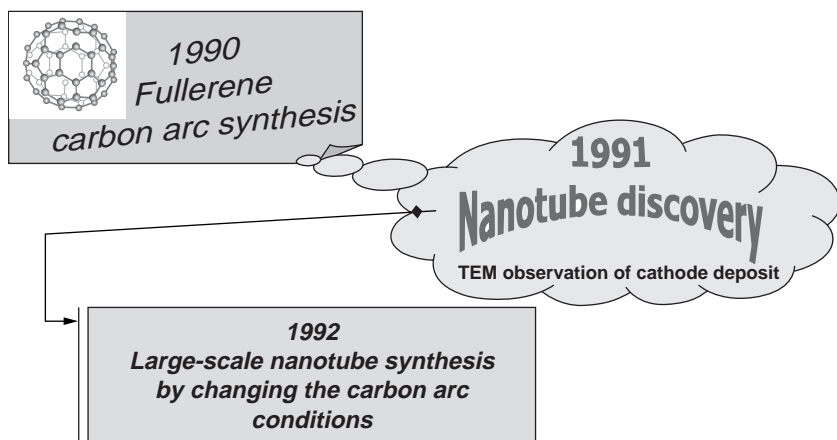 1990
Fullerene
carbon arc synthesis
1991
Nanotube discovery
TEM observation of cathode deposit
1992
Large-scale nanotube synthesis
by changing the carbon arc
conditions